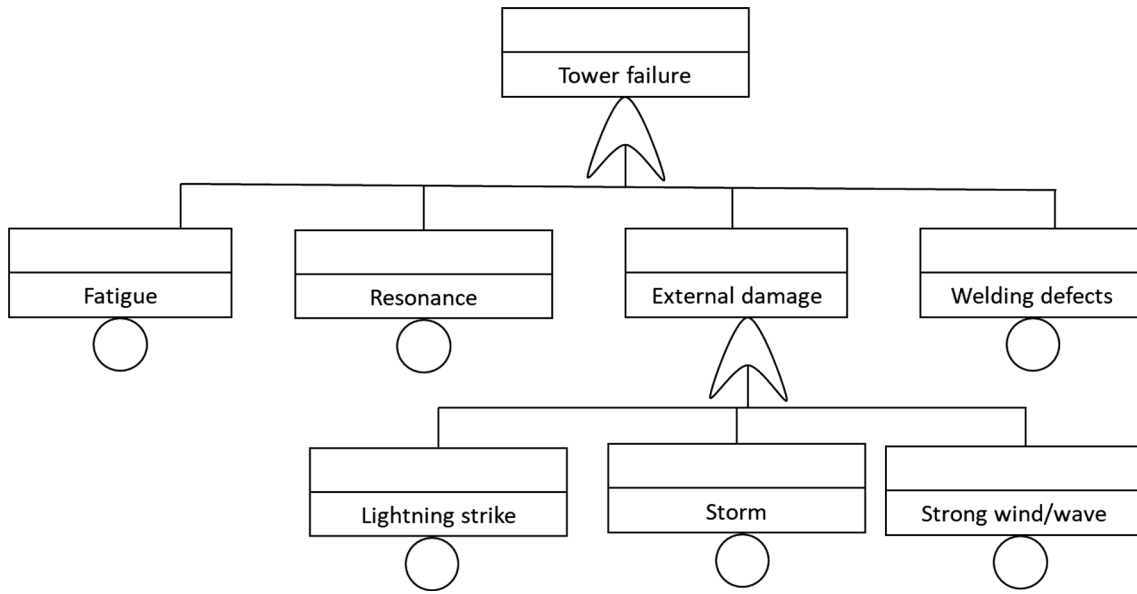 Tower failure
Fatigue
Resonance
External damage
Welding defects
Lightning strike
Storm
Strong wind/wave